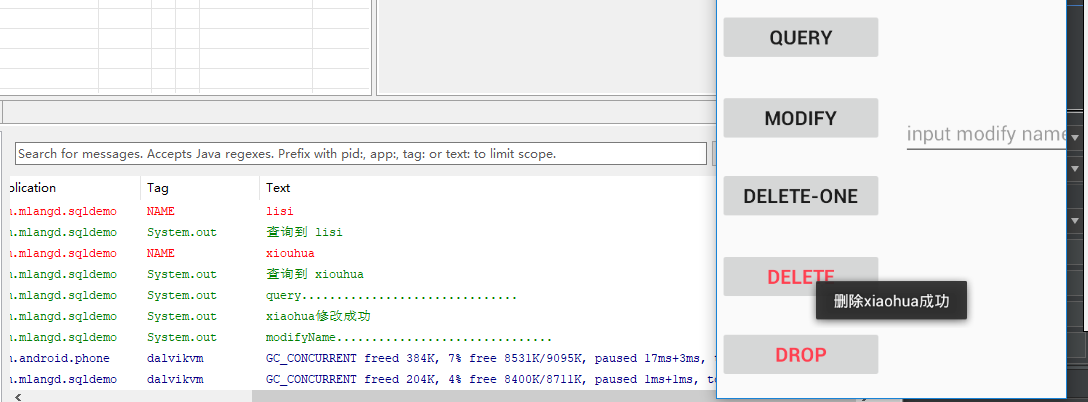 QUERY
MODIFY
input modify name
DELETE-ONE
DELETE
删除xiaohua成功
DROP
Search for messages. Accepts Java regexes. Prefix with pid:, app:, tag: or text: to limit scope.
plication Tag Text
n.mlangd.sqldemo NAME lisi
n.mlangd.sqldemo System.out 查询到 lisi
n.mlangd.sqldemo NAME xiouhua
n.mlangd.sqldemo System.out 查询到 xiouhua
n.mlangd.sqldemo System.out query...............................
n.mlangd.sqldemo System.out xiaohua修改成功
n.mlangd.sqldemo System.out modifyName...............................
n.android.phone dalvikvm GC_CONCURRENT freed 384K, 7% free 8531K/9095K, paused 17ms+3ms, t
n.mlangd.sqldemo dalvikvm GC_CONCURRENT freed 204K, 4% free 8400K/8711K, paused 1ms+1ms, to